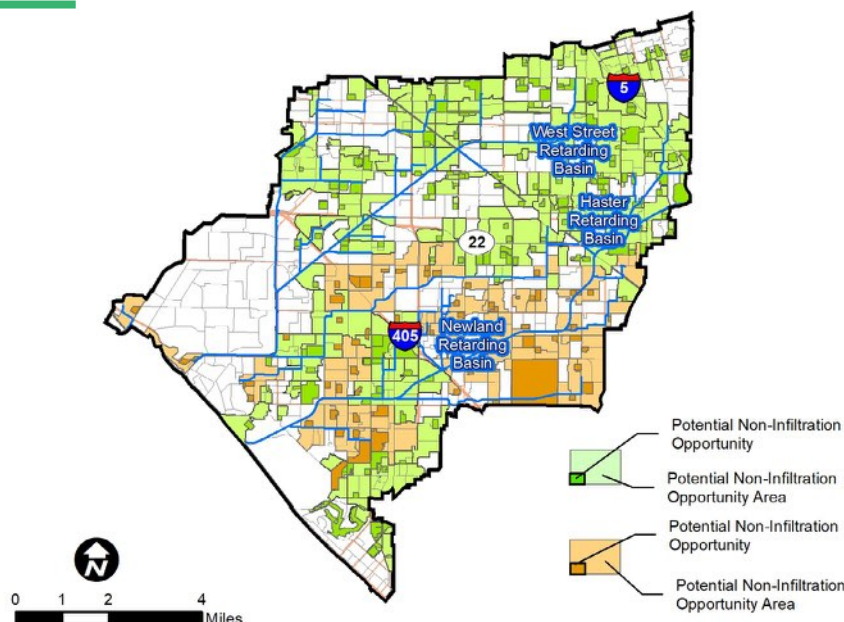 5
West Street
Retarding
Basin
Haster
Retarding
Basin
22
405
Newland
Retarding
Basin
Potential Non-Infiltration
Opportunity
Potential Non-Infiltration
Opportunity Area
Potential Non-Infiltration
Opportunity
Potential Non-Infiltration
Opportunity Area
N
0 1 2 4
Miles